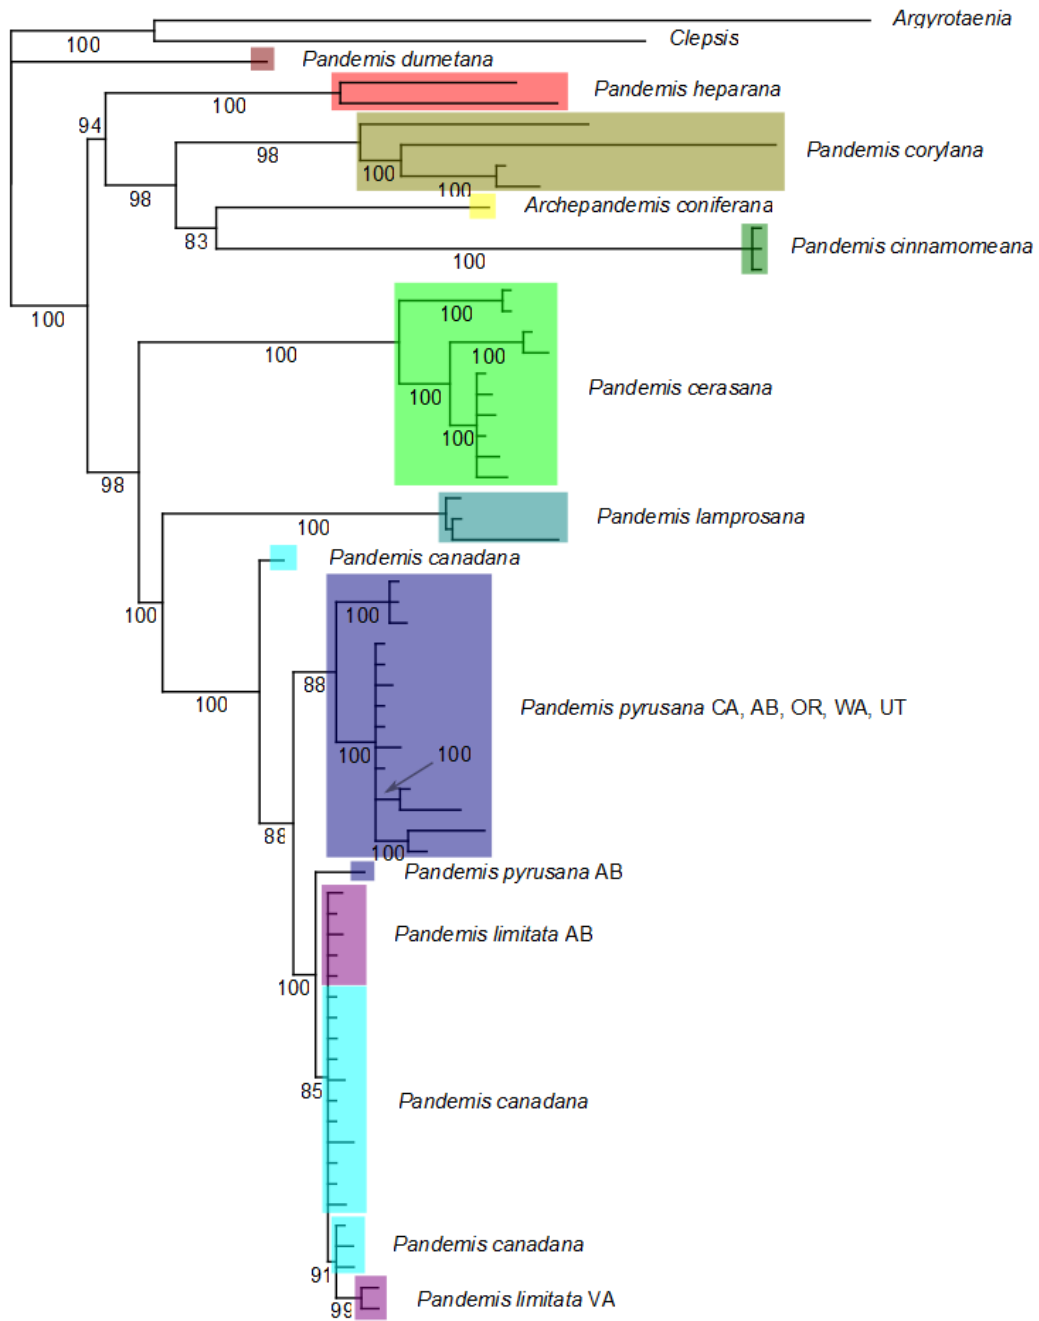 Argyrotaenia
Clepsis
100
Pandemis dumetana
Pandemis heparana
100
94
98
Pandemis corylana
100
100
98
Archepandemis coniferana
83
Pandemis cinnamomeana
100
100
100
100
100
Pandemis cerasana
100
100
98
Pandemis lamprosana
100
Pandemis canadana
100
100
88
100
Pandemis pyrusana CA, AB, OR, WA, UT
100
100
88
100
Pandemis pyrusana AB
Pandemis limitata AB
100
85
Pandemis canadana
Pandemis canadana
91
99
Pandemis limitata VA